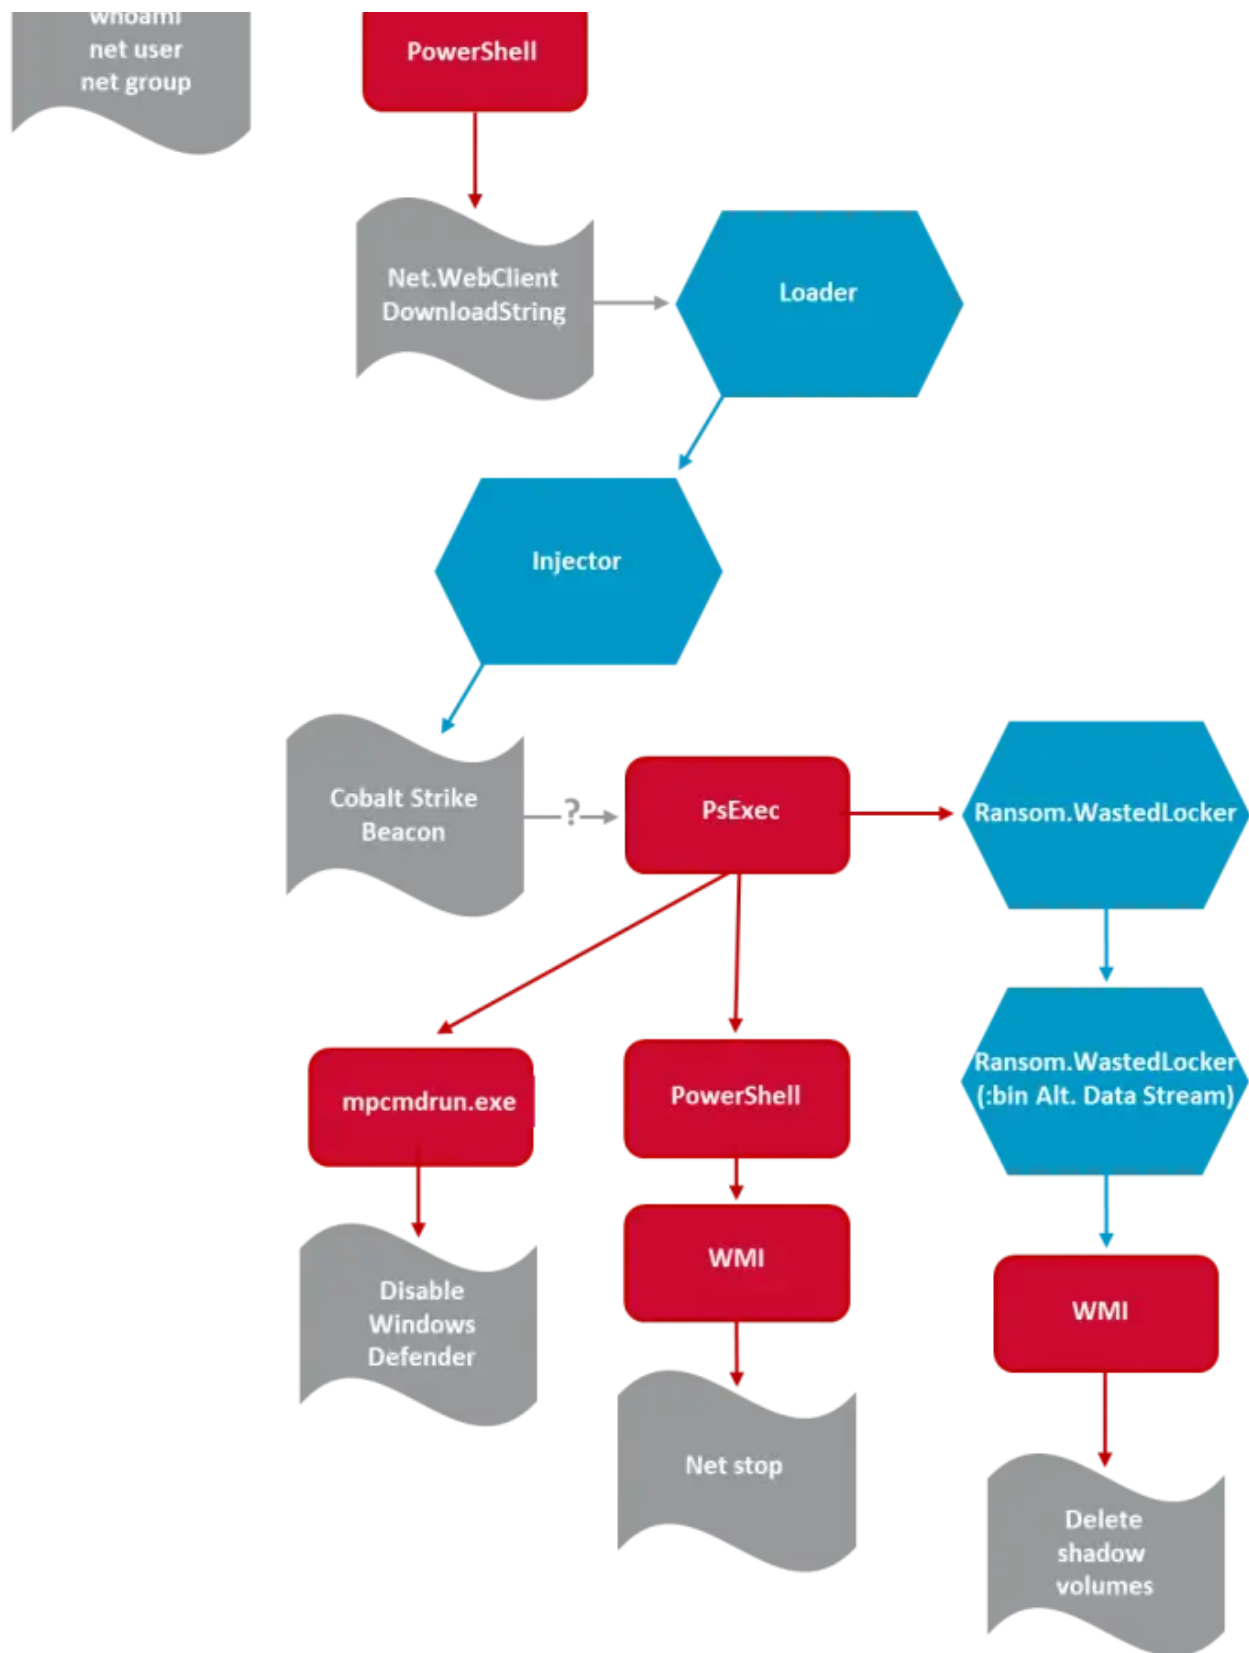 whoami
net user
net group
PowerShell
Net.WebClient
DownloadString
Loader
Injector
Cobalt Strike
Beacon
?
PsExec
Ransom.WastedLocker
mpcmdrun.exe
PowerShell
Ransom.WastedLocker
(:bin Alt. Data Stream)
Disable
Windows
Defender
WMI
WMI
Net stop
Delete
shadow
volumes